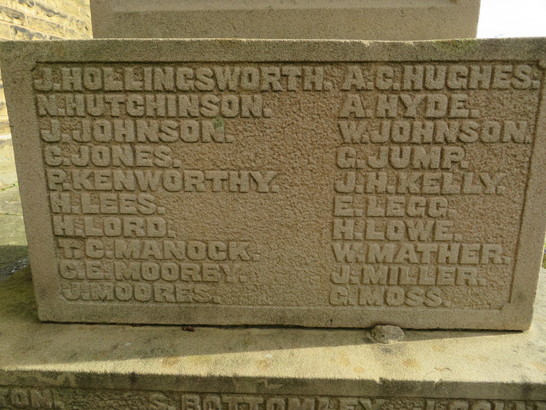 J. HOLLINGSWORTH. A.C. HUGHES.
N. HUTCHINSON. A. HYDE.
J. JOHNSON. W. JOHNSON.
C. JONES. G. JUMP.
P. KENWORTHY. J.H. KELLY.
H. LEES. E. LEGG.
H. LORD. H. LOWE.
T.C. MANOCK. W. MATHER.
C.E. MOOREY. J. MILLER.
J. MOORES. G. MOSS.
S. BOTTOMLEY